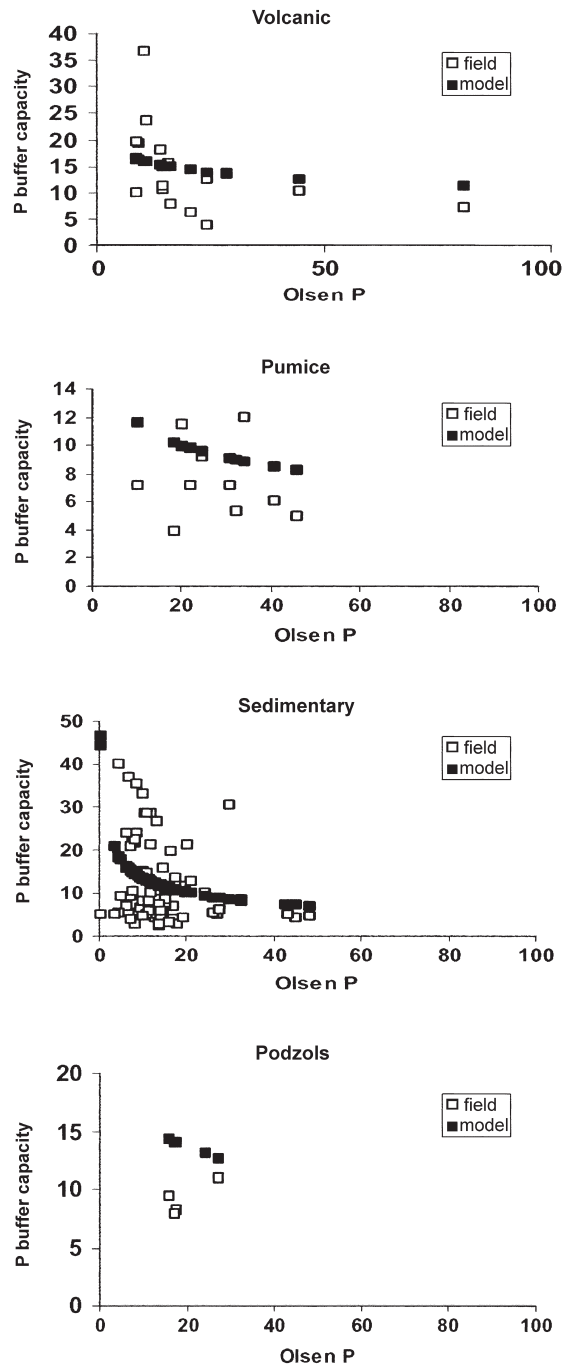 Volcanic
P buffer capacity
40
35
30
25
20
15
10
5
0
field
model
0 50 100
Olsen P
Pumice
P buffer capacity
14
12
10
8
6
4
2
0
field
model
0 20 40 60 80 100
Olsen P
Sedimentary
P buffer capacity
50
40
30
20
10
0
field
model
0 20 40 60 80 100
Olsen P
Podzols
P buffer capacity
20
15
10
5
0
field
model
0 20 40 60 80 100
Olsen P